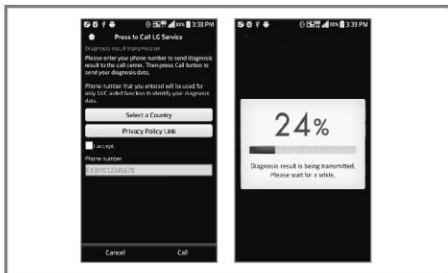 3:38 PM
Press to Call LG Service
Diagnosis result transmission
Please enter your phone number to send diagnosis
result to the call center. Then press Call button to
send your diagnosis data.
Phone number that you entered will be used for
only SVC aided function to identify your diagnosis
data.
Select a Country
Privacy Policy Link
I accept.
Phone number
Cancel
Call
3:39 PM
24%
Diagnosis result is being transmitted.
Please wait for a while.